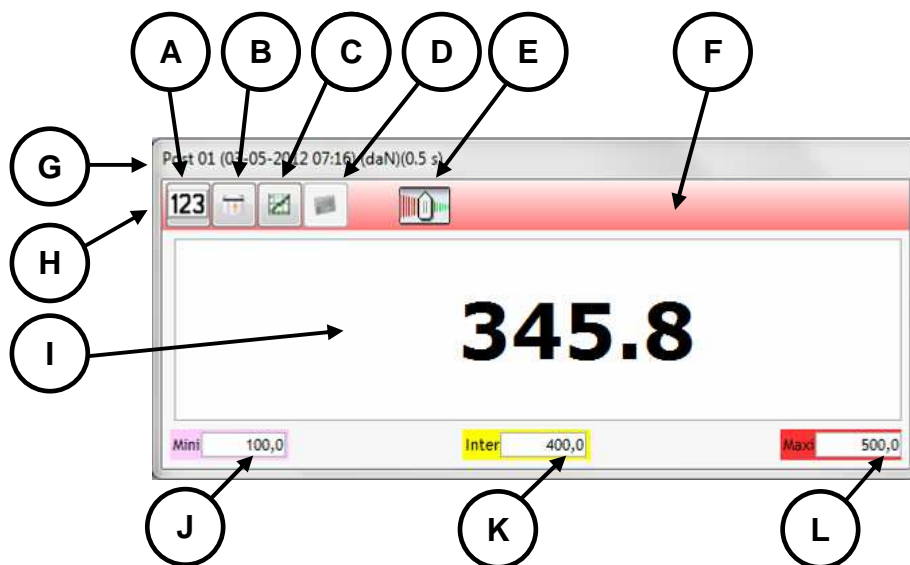 A B C D E F
G Post 01 (03-05-2012 07:16) (daN)(0.5 s)
H 123
I 345.8
Mini 100,0 Inter 400,0 Maxi 500,0
J K L